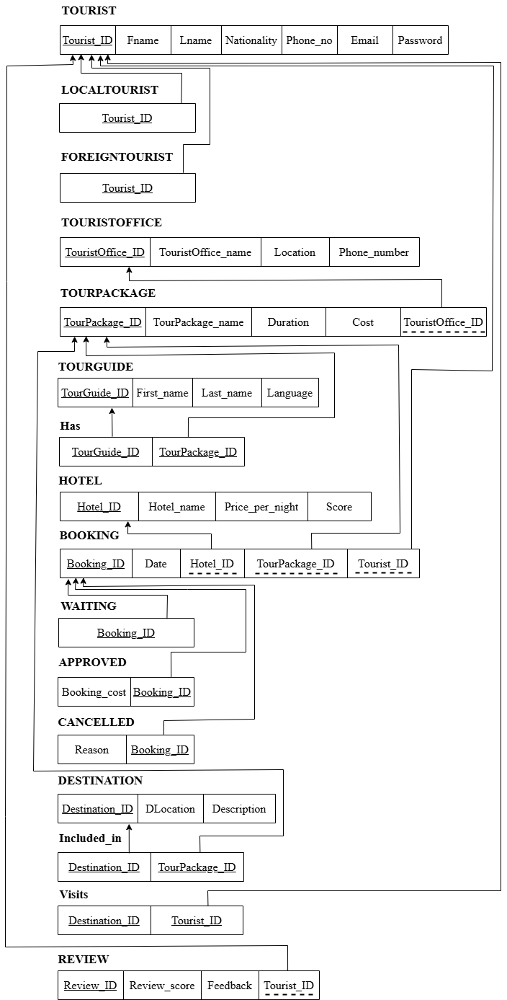 TOURIST
Tourist_ID Fname Lname Nationality Phone_no Email Password
LOCALTOURIST
Tourist_ID
FOREIGNTOURIST
Tourist_ID
TOURISTOFFICE
TouristOffice_ID TouristOffice_name Location Phone_number
TOURPACKAGE
TourPackage_ID TourPackage_name Duration Cost TouristOffice_ID
TOURGUIDE
TourGuide_ID First_name Last_name Language
Has
TourGuide_ID TourPackage_ID
HOTEL
Hotel_ID Hotel_name Price_per_night Score
BOOKING
Booking_ID Date Hotel_ID TourPackage_ID Tourist_ID
WAITING
Booking_ID
APPROVED
Booking_cost Booking_ID
CANCELLED
Reason Booking_ID
DESTINATION
Destination_ID DLocation Description
Included_in
Destination_ID TourPackage_ID
Visits
Destination_ID Tourist_ID
REVIEW
Review_ID Review_score Feedback Tourist_ID